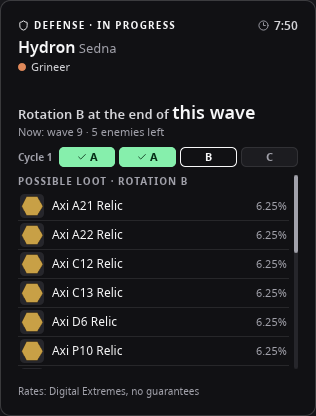 DEFENSE · IN PROGRESS
7:50
Hydron Sedna
Grineer
Rotation B at the end of this wave
Now: wave 9 · 5 enemies left
Cycle 1 ✓ A ✓ A B C
POSSIBLE LOOT · ROTATION B
Axi A21 Relic 6.25%
Axi A22 Relic 6.25%
Axi C12 Relic 6.25%
Axi C13 Relic 6.25%
Axi D6 Relic 6.25%
Axi P10 Relic 6.25%
Rates: Digital Extremes, no guarantees